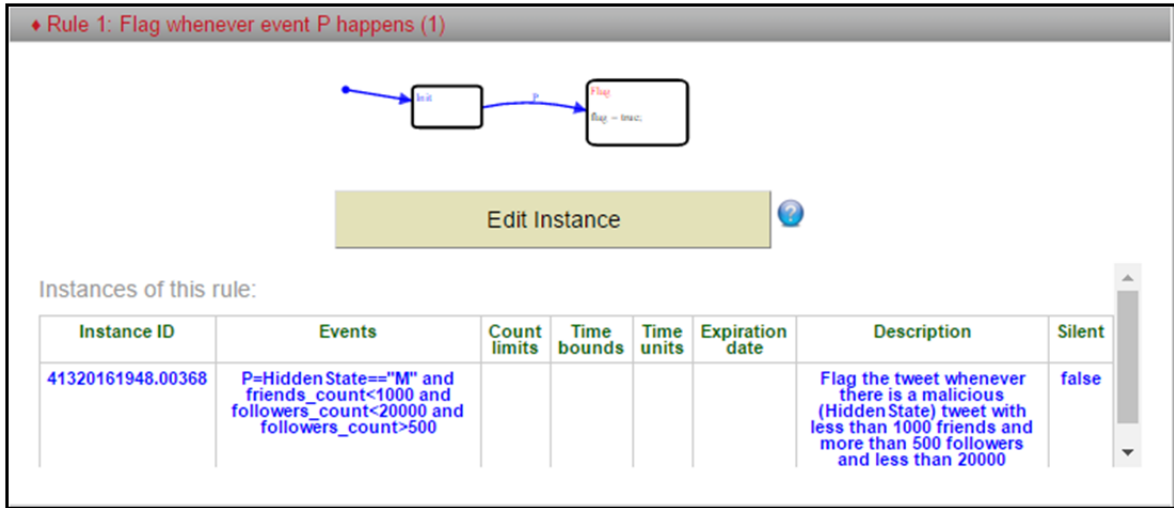 ♦ Rule 1: Flag whenever event P happens (1)
Init
P
Flag
flag = true;
Edit Instance
?
Instances of this rule:
Instance ID Events Count limits Time bounds Time units Expiration date Description Silent
41320161948.00368
P=HiddenState=="M" and
friends_count<1000 and
followers_count<20000 and
followers_count>500
Flag the tweet whenever
there is a malicious
(HiddenState) tweet with
less than 1000 friends and
more than 500 followers
and less than 20000
false